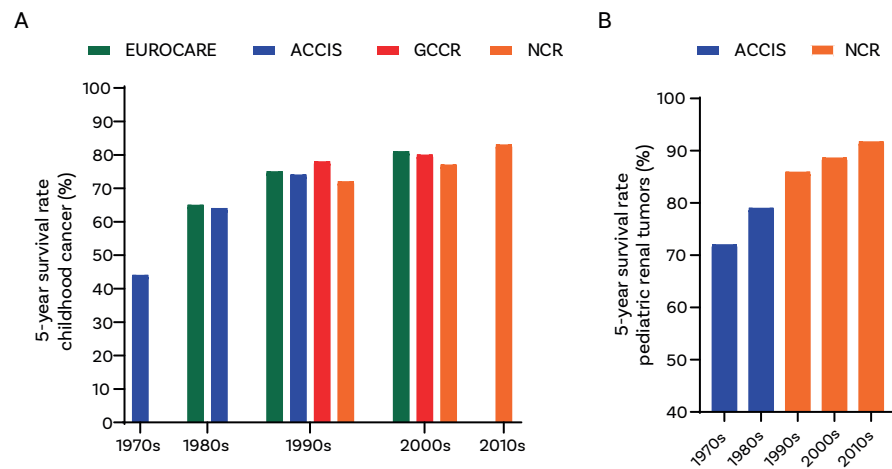 A
EUROCARE ACCIS GCCR NCR
5-year survival rate
childhood cancer (%)
100
90
80
70
60
50
40
30
20
10
0
1970s 1980s 1990s 2000s 2010s
B
ACCIS NCR
5-year survival rate
pediatric renal tumors (%)
100
90
80
70
60
50
40
1970s 1980s 1990s 2000s 2010s